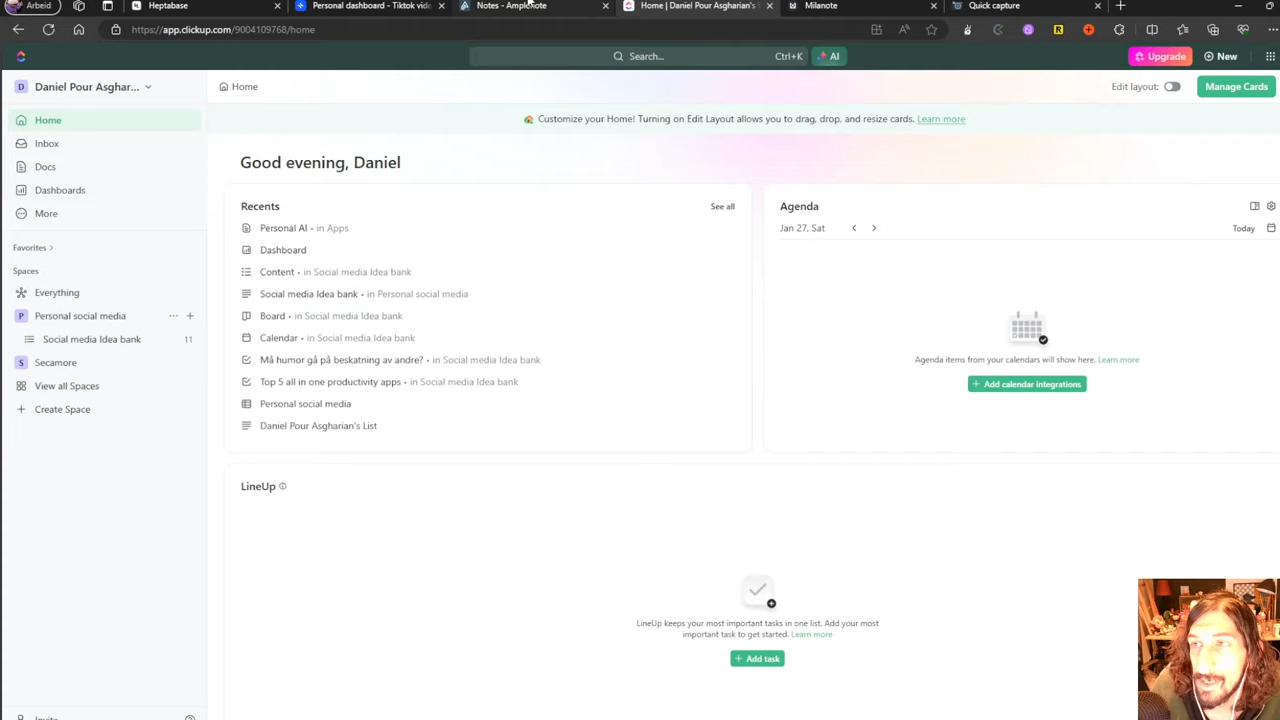 Arbeid
Heptabase
Personal dashboard - Tiktok vide
Notes - Amplenote
Home | Daniel Pour Asgharian's
Milanote
Quick capture
https://app.clickup.com/9004109768/home
Search...
Ctrl+K
AI
Upgrade
New
D
Daniel Pour Asghar...
Home
Edit layout:
Manage Cards
Home
Inbox
Docs
Dashboards
More
Favorites
Spaces
Everything
P
Personal social media
Social media Idea bank
11
S
Secamore
View all Spaces
Create Space
Customize your Home! Turning on Edit Layout allows you to drag, drop, and resize cards. Learn more
Good evening, Daniel
Recents
See all
Personal AI • in Apps
Dashboard
Content • in Social media Idea bank
Social media Idea bank • in Personal social media
Board • in Social media Idea bank
Calendar • in Social media Idea bank
Må humor gå på beskatning av andre? • in Social media Idea bank
Top 5 all in one productivity apps • in Social media Idea bank
Personal social media
Daniel Pour Asgharian's List
Agenda
Jan 27, Sat
Today
Agenda items from your calendars will show here. Learn more
Add calendar integrations
LineUp
LineUp keeps your most important tasks in one list. Add your most
important task to get started. Learn more
Add task